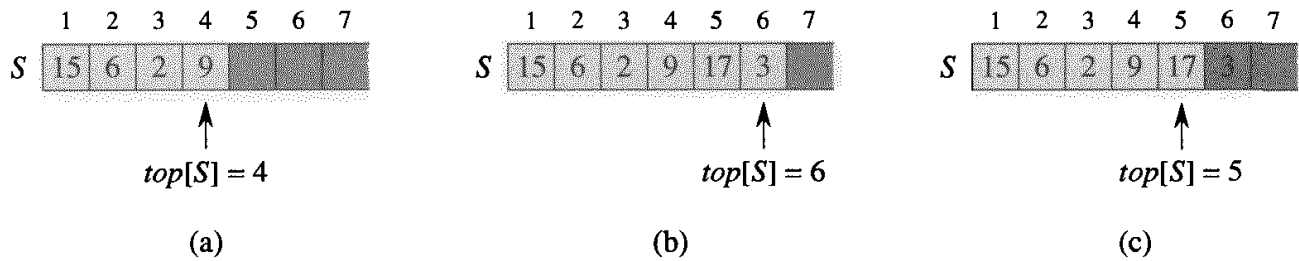 1 2 3 4 5 6 7
S 15 6 2 9
top[S] = 4
(a)
1 2 3 4 5 6 7
S 15 6 2 9 17 3
top[S] = 6
(b)
1 2 3 4 5 6 7
S 15 6 2 9 17 3
top[S] = 5
(c)